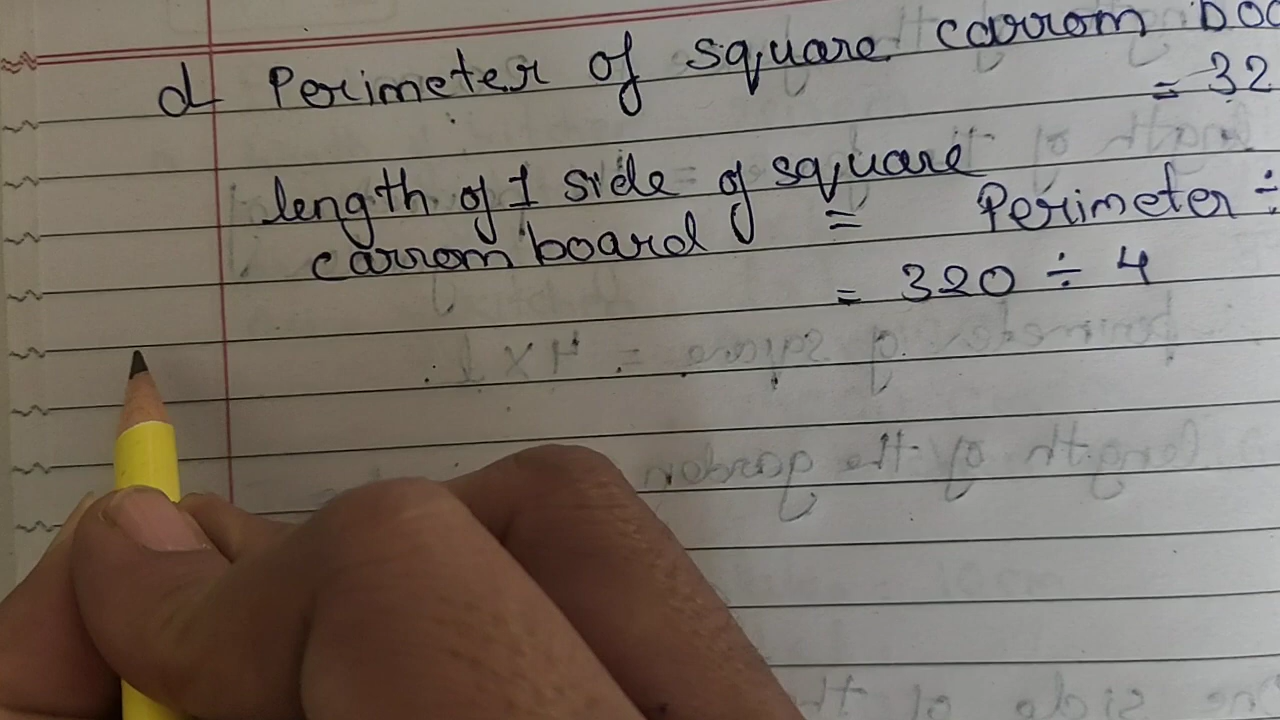 d Perimeter of square carrom
= 32
length of 1 side of square
carrom board = Perimeter ÷
= 320 ÷ 4